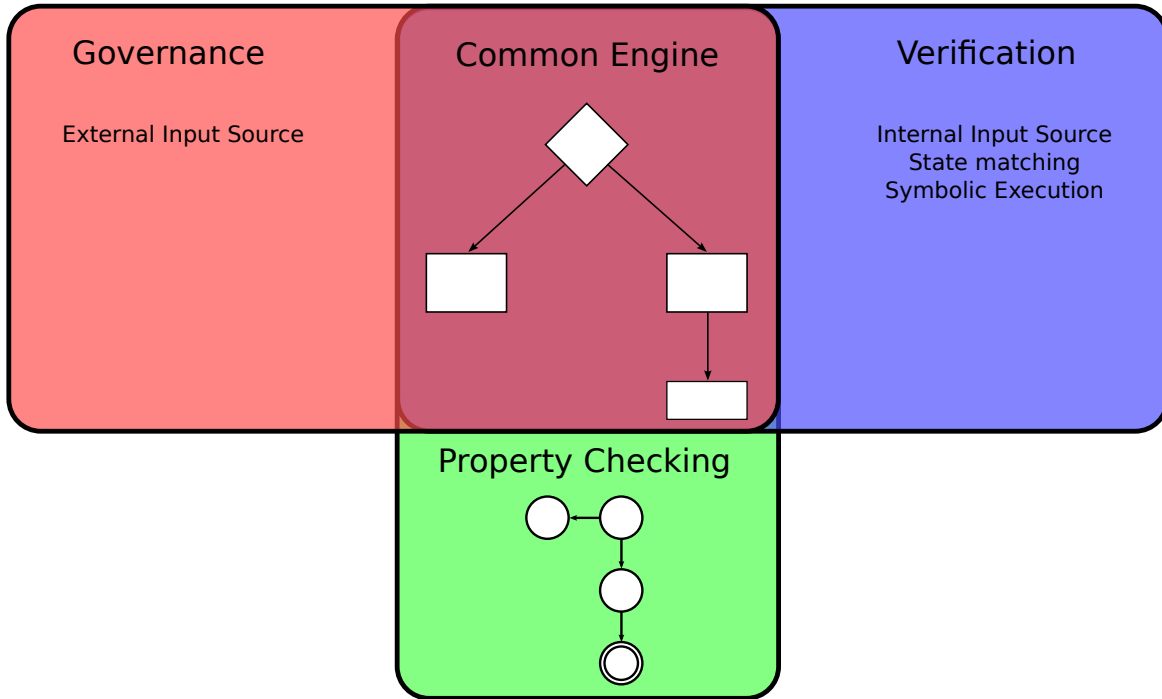 Governance
External Input Source
Common Engine
Verification
Internal Input Source
State matching
Symbolic Execution
Property Checking